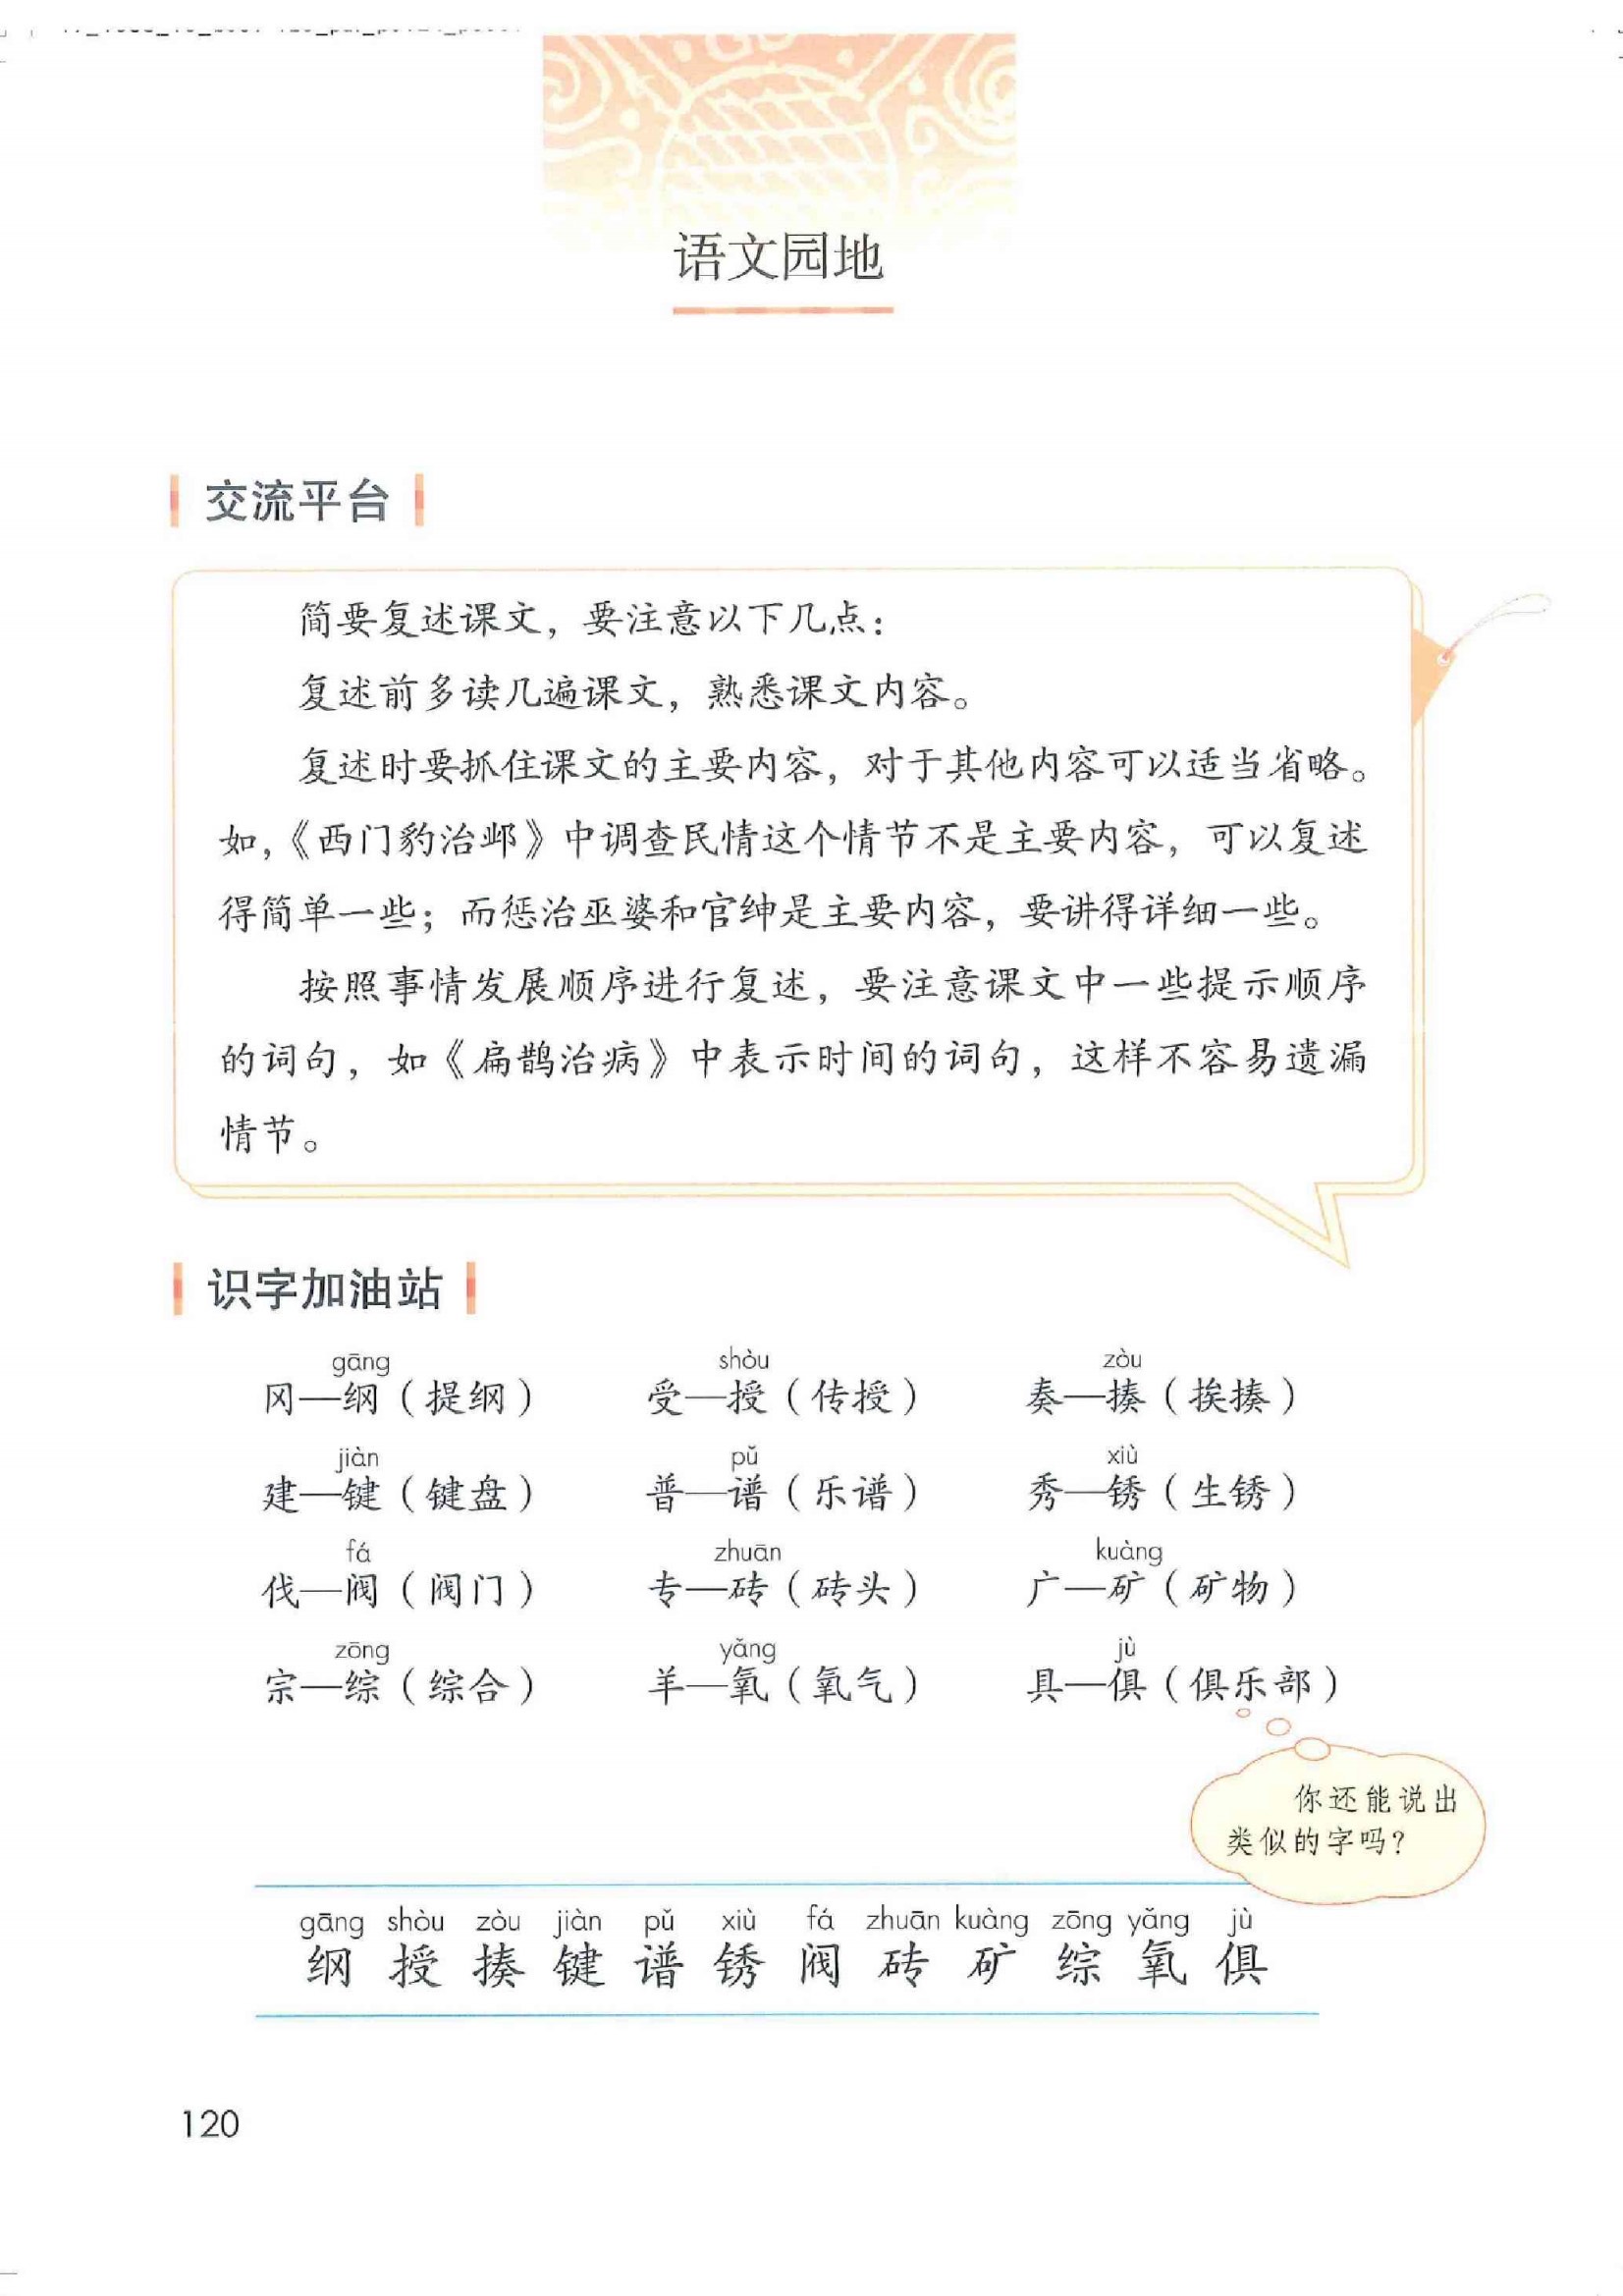 语文园地
交流平台
简要复述课文，要注意以下几点：
复述前多读几遍课文，熟悉课文内容。
复述时要抓住课文的主要内容，对于其他内容可以适当省略。
如，《西门豹治邺》中调查民情这个情节不是主要内容，可以复述
得简单一些；而惩治巫婆和官绅是主要内容，要讲得详细一些。
按照事情发展顺序进行复述，要注意课文中一些提示顺序
的词句，如《扁鹊治病》中表示时间的词句，这样不容易遗漏
情节。
识字加油站
gāng shòu zòu
冈—纲（提纲） 受—授（传授） 奏—揍（挨揍）
jiàn pǔ xiù
建—键（键盘） 普—谱（乐谱） 秀—锈（生锈）
fá zhuān kuàng
伐—阀（阀门） 专—砖（砖头） 广—矿（矿物）
zōng yǎng jù
宗—综（综合） 羊—氧（氧气） 具—俱（俱乐部）
你还能说出
类似的字吗？
gāng shòu zòu jiàn pǔ xiù fá zhuān kuàng zōng yǎng jù
纲 授 揍 键 谱 锈 阀 砖 矿 综 氧 俱
120